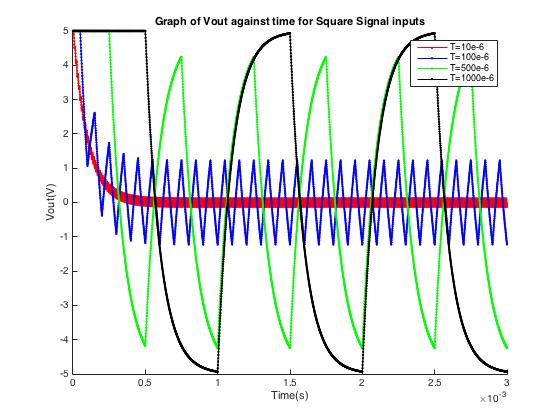 Graph of Vout against time for Square Signal inputs
T=10e-6
T=100e-6
T=500e-6
T=1000e-6
Vout(V)
5
4
3
2
1
0
-1
-2
-3
-4
-5
0
0.5
1
1.5
2
2.5
3
Time(s)
×10⁻³